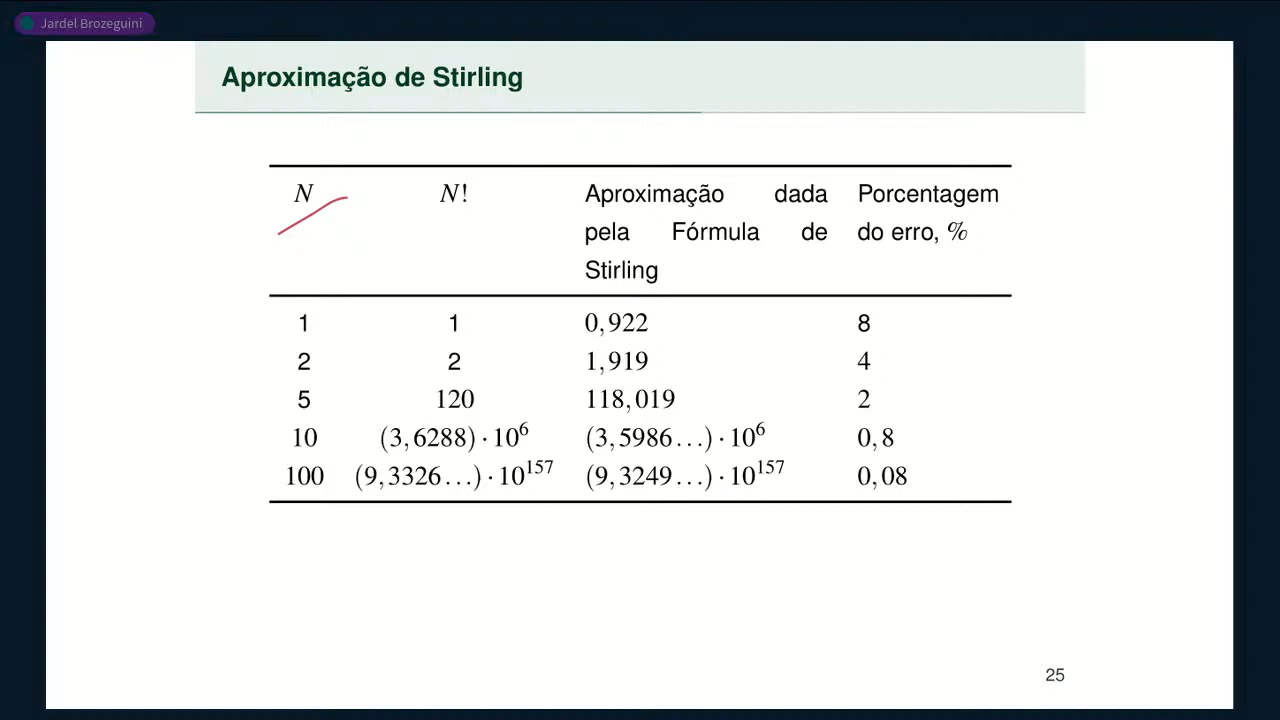 Jardel Brozeguini
Aproximação de Stirling
N N! Aproximação dada Porcentagem
pela Fórmula de do erro, %
Stirling
1 1 0,922 8
2 2 1,919 4
5 120 118,019 2
10 (3,6288)·10⁶ (3,5986...)·10⁶ 0,8
100 (9,3326...)·10¹⁵⁷ (9,3249...)·10¹⁵⁷ 0,08
25